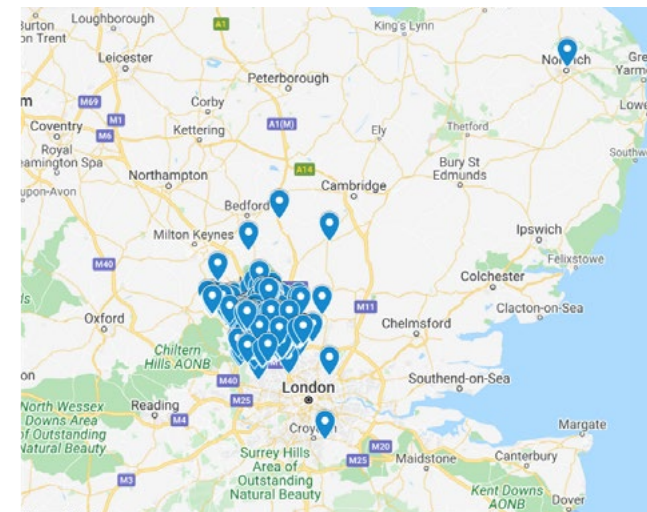 Burton
on Trent
Loughborough
A1
King's Lynn
Norwich
Gre
Yarm
Leicester
Peterborough
Lowe
m
M69
Corby
Coventry
M1
M6
Kettering
A1(M)
Ely
Thetford
Royal
eamington Spa
Southw
A14
Bury St
Edmunds
Northampton
Cambridge
upon-Avon
Bedford
Milton Keynes
Ipswich
M40
Felixstowe
Colchester
ls
M11
Clacton-on-Sea
Oxford
Chelmsford
Chiltern
Hills AONB
on
M40
London
Southend-on-Sea
North Wessex
Downs Area
of Outstanding
Natural Beauty
Reading
M4
M25
Croydon
Margate
M20
Surrey Hills
Area of
Outstanding
Natural Beauty
M25
Maidstone
Canterbury
M3
Kent Downs
AONB
Dover